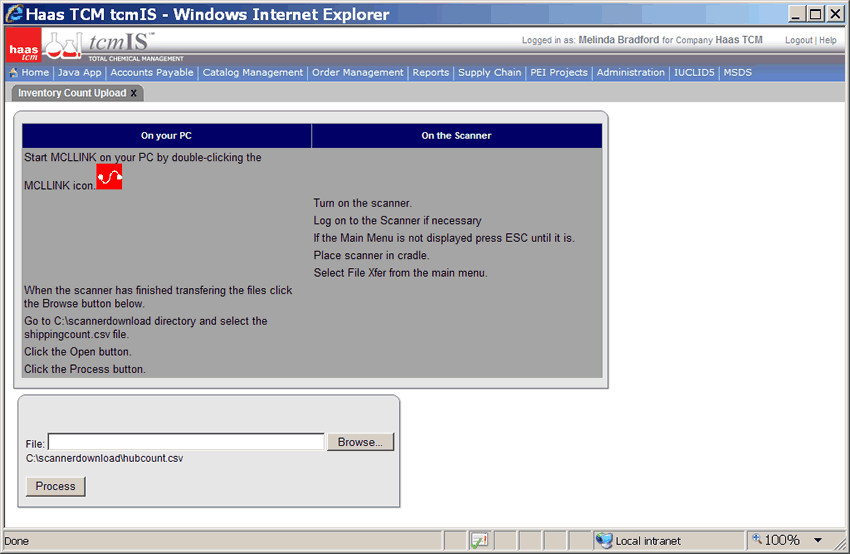 Haas TCM tcmIS - Windows Internet Explorer
haas
tcm
tcmIS™
TOTAL CHEMICAL MANAGEMENT
Logged in as: Melinda Bradford for Company Haas TCM
Logout | Help
Home | Java App | Accounts Payable | Catalog Management | Order Management | Reports | Supply Chain | PEI Projects | Administration | IUCLID5 | MSDS
Inventory Count Upload X
On your PC
On the Scanner
Start MCLLINK on your PC by double-clicking the
MCLLINK icon.
Turn on the scanner.
Log on to the Scanner if necessary
If the Main Menu is not displayed press ESC until it is.
Place scanner in cradle.
Select File Xfer from the main menu.
When the scanner has finished transfering the files click
the Browse button below.
Go to C:\scannerdownload directory and select the
shippingcount.csv file.
Click the Open button.
Click the Process button.
File:
Browse...
C:\scannerdownload\hubcount.csv
Process
Done
Local intranet
100%